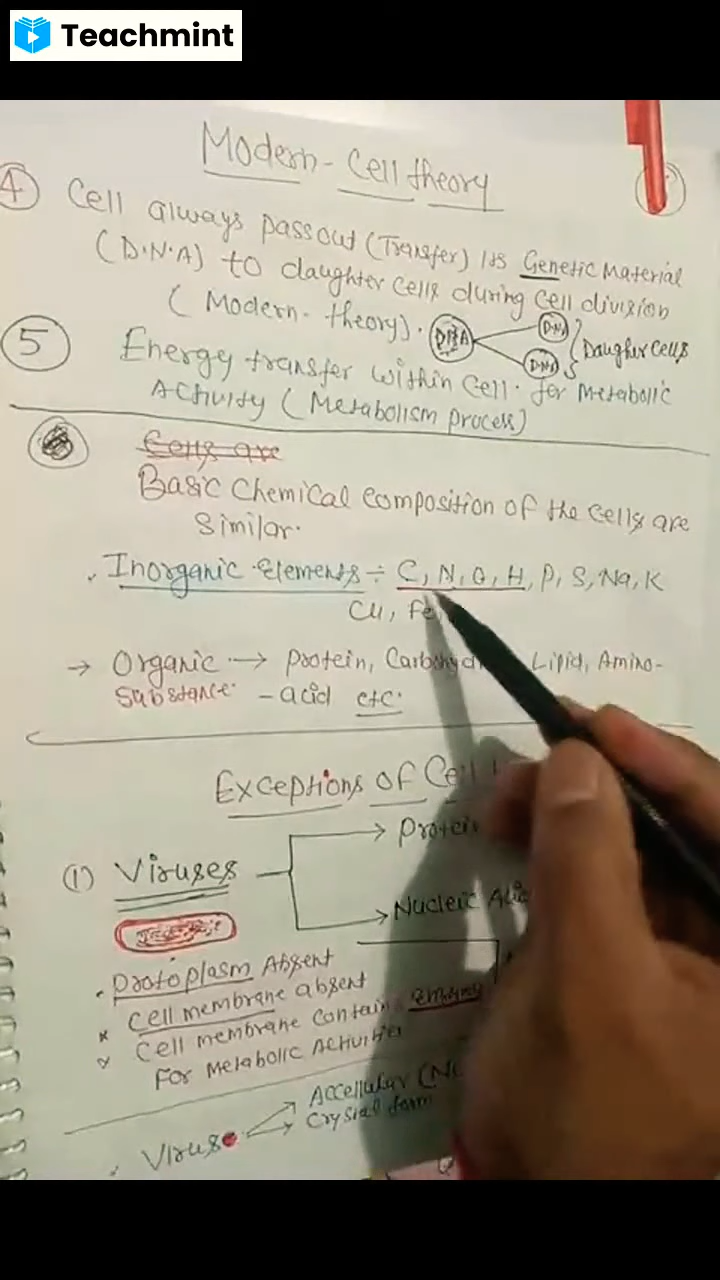 Teachmint
Modern-Cell theory
4 Cell always passout (Transfer) Its Genetic Material
(D.N.A) to daughter cells during cell division
(Modern-theory).
DNA
DNA
DNA
Daugher Cells
5 Energy transfer within cell. for Metabolic
Activity (Metabolism process)
Cells are
Basic Chemical composition of the cells are
Similar.
. Inorganic Elements ÷ C, N, O, H, P, S, Na, K
Cu, Fe
→ Organic → Protein, Lipid, Amino-
Substance. - acid etc.
Exceptions of Cell
(1) Viruses
Protein
Nucleic Acid
. Protoplasm Absent
× Cell membrane absent
× Cell membrane contains
For Metabolic Activities
. Virus
Accellular
Crystal form